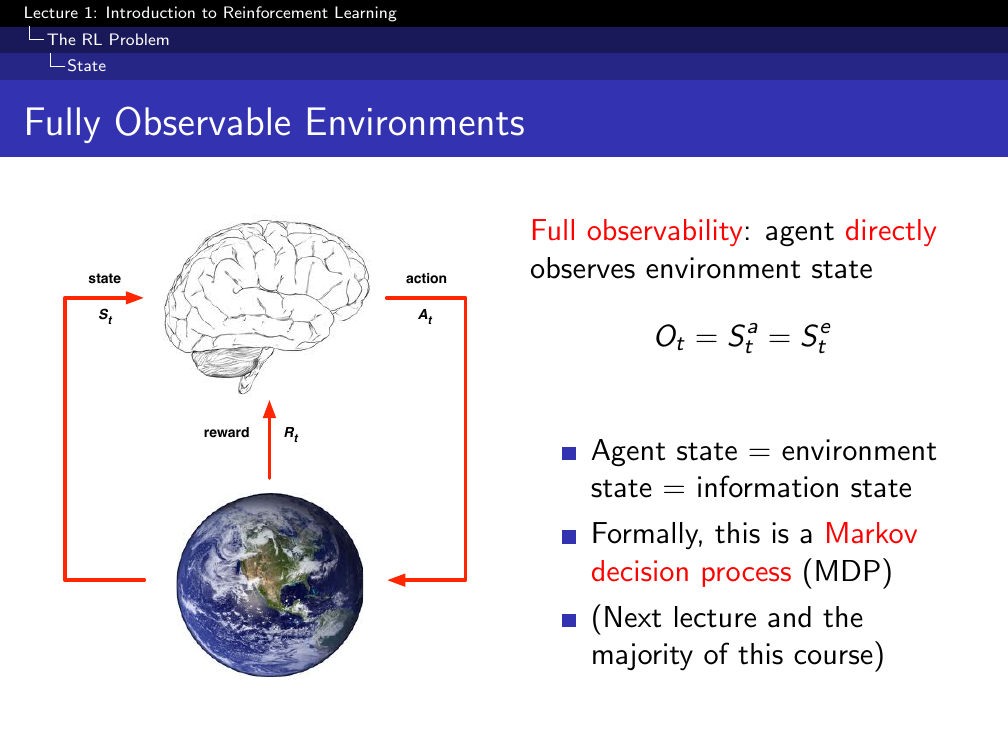 Lecture 1: Introduction to Reinforcement Learning
The RL Problem
State
Fully Observable Environments
state
S_t
action
A_t
reward
R_t
Full observability: agent directly
observes environment state
O_t = S_t^a = S_t^e
Agent state = environment
state = information state
Formally, this is a Markov
decision process (MDP)
(Next lecture and the
majority of this course)